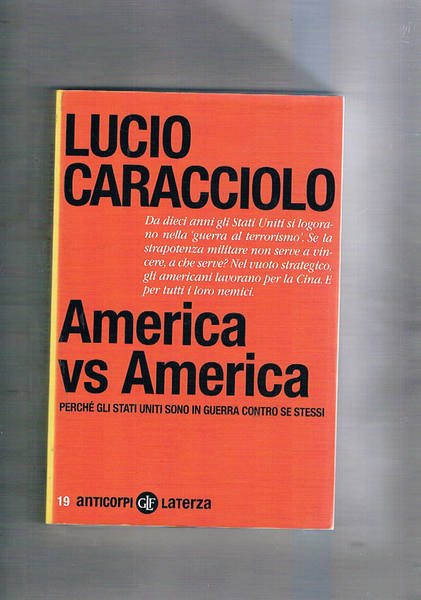 LUCIO
CARACCIOLO
Da dieci anni gli Stati Uniti si logora-
no nella 'guerra al terrorismo'. Se la
strapotenza militare non serve a vin-
cere, a che serve? Nel vuoto strategico,
gli americani lavorano per la Cina. E
per tutti i loro nemici.
America
vs America
PERCHÉ GLI STATI UNITI SONO IN GUERRA CONTRO SE STESSI
19 ANTICORPI GLF LATERZA